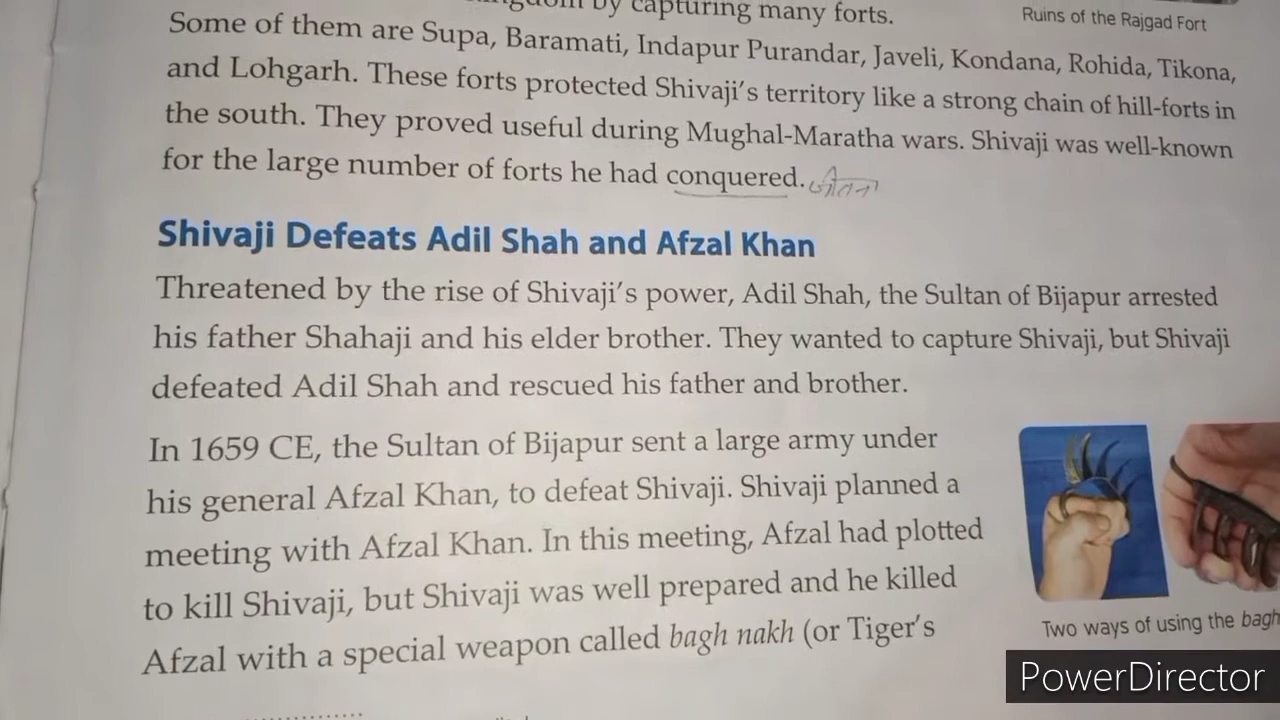 by capturing many forts.
Ruins of the Rajgad Fort
Some of them are Supa, Baramati, Indapur Purandar, Javeli, Kondana, Rohida, Tikona,
and Lohgarh. These forts protected Shivaji's territory like a strong chain of hill-forts in
the south. They proved useful during Mughal-Maratha wars. Shivaji was well-known
for the large number of forts he had conquered.
Shivaji Defeats Adil Shah and Afzal Khan
Threatened by the rise of Shivaji's power, Adil Shah, the Sultan of Bijapur arrested
his father Shahaji and his elder brother. They wanted to capture Shivaji, but Shivaji
defeated Adil Shah and rescued his father and brother.
In 1659 CE, the Sultan of Bijapur sent a large army under
his general Afzal Khan, to defeat Shivaji. Shivaji planned a
meeting with Afzal Khan. In this meeting, Afzal had plotted
to kill Shivaji, but Shivaji was well prepared and he killed
Afzal with a special weapon called bagh nakh (or Tiger's
Two ways of using the bagh
PowerDirector